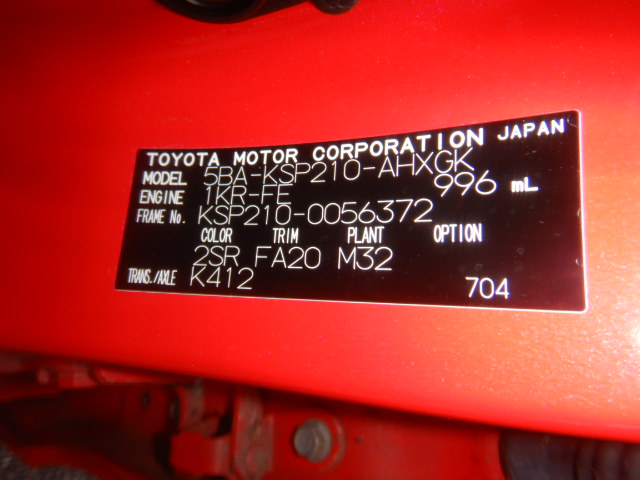 TOYOTA MOTOR CORPORATION JAPAN
MODEL 5BA-KSP210-AHXGK
ENGINE 1KR-FE 996 mL
FRAME No. KSP210-0056372
COLOR TRIM PLANT OPTION
2SR FA20 M32
TRANS./AXLE K412 704